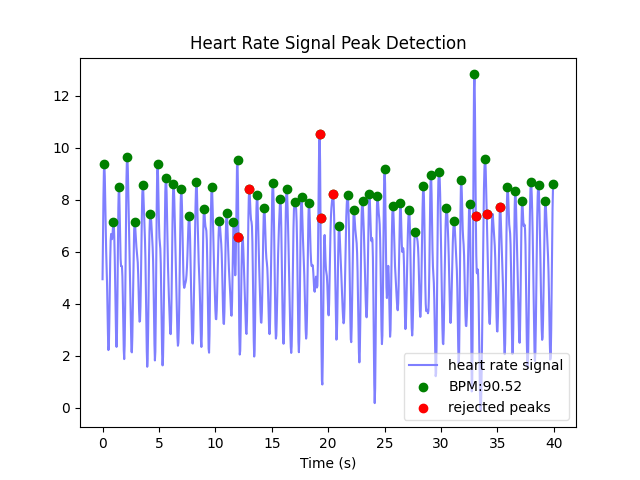 Heart Rate Signal Peak Detection
12
10
8
6
4
2
0
heart rate signal
BPM:90.52
rejected peaks
0 5 10 15 20 25 30 35 40
Time (s)